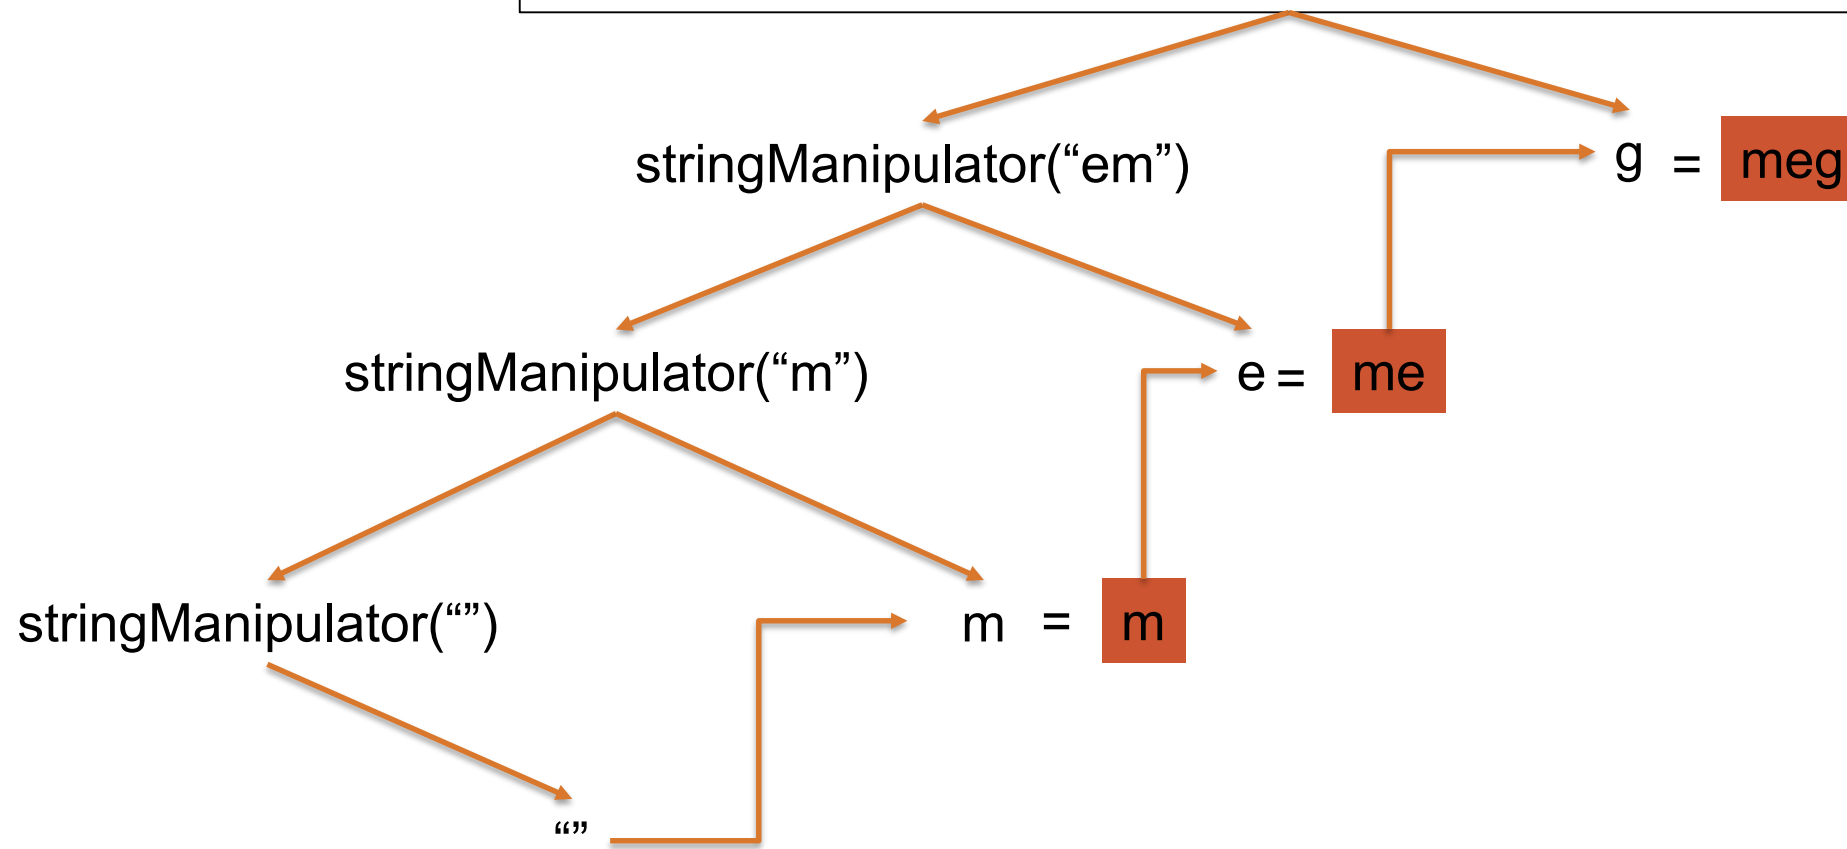 stringManipulator(“em”) g = meg
stringManipulator(“m”) e = me
stringManipulator(“”) m = m
“”